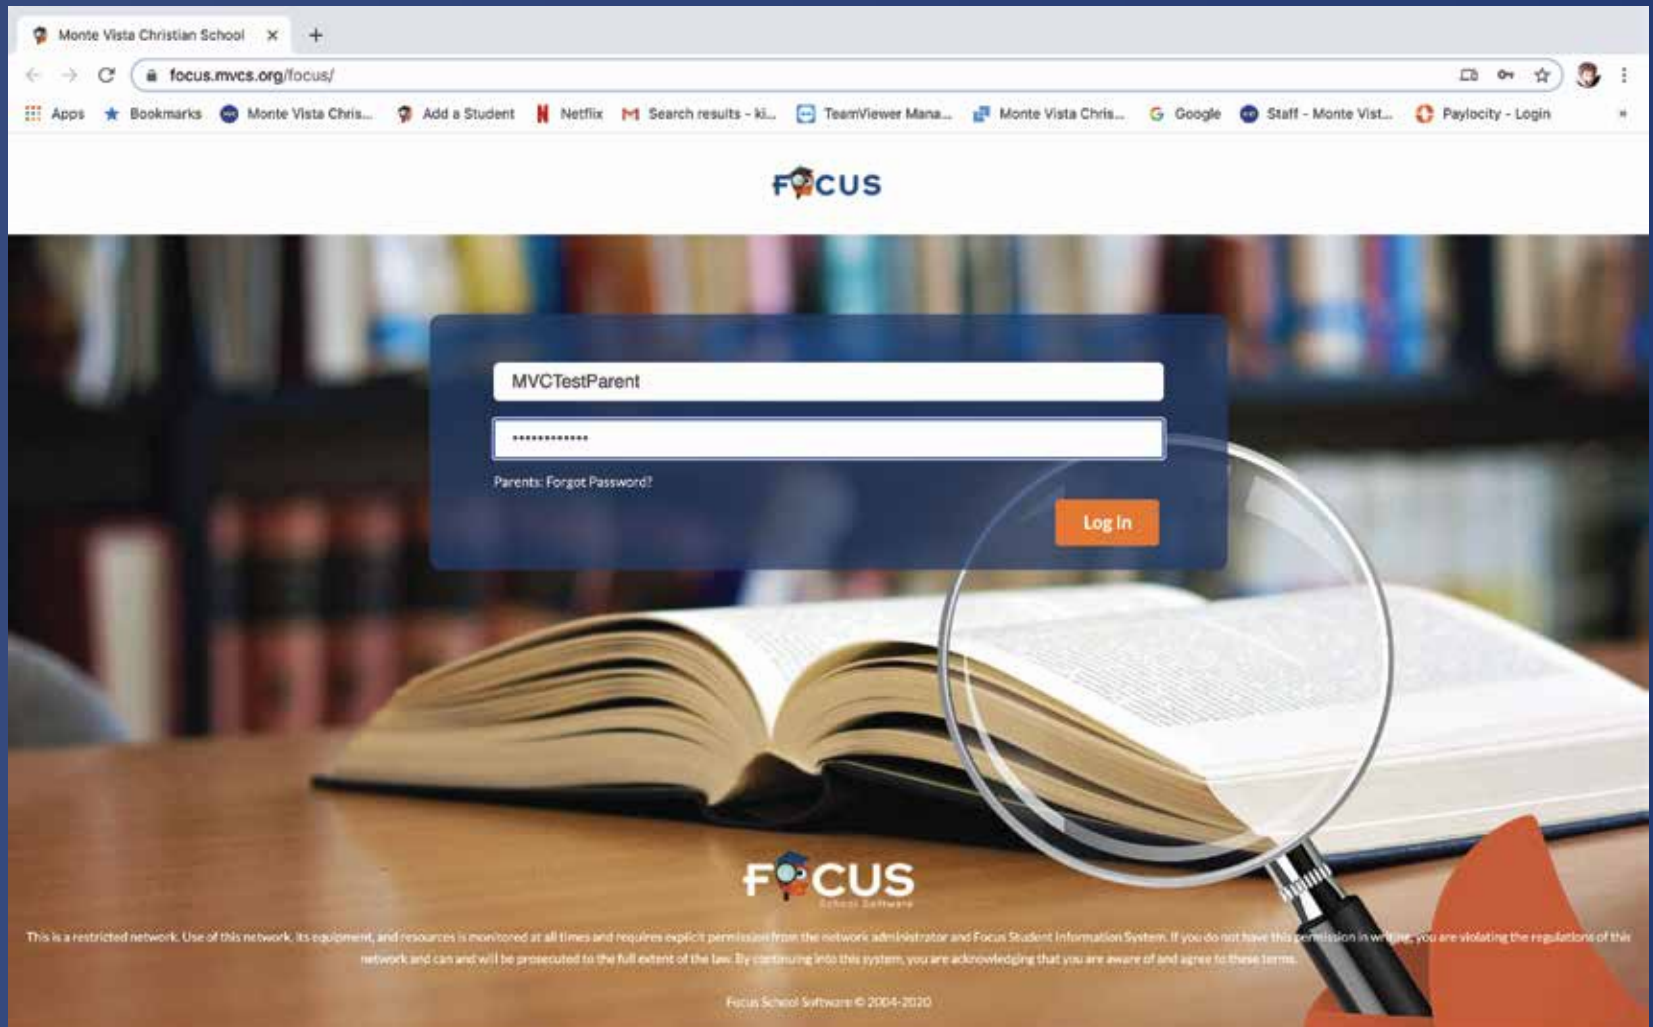 Monte Vista Christian School
focus.mvcs.org/focus/
Apps Bookmarks Monte Vista Chris... Add a Student Netflix Search results - ki... TeamViewer Mana... Monte Vista Chris... Google Staff - Monte Vist... Paylocity - Login »
FOCUS
MVCTestParent
••••••••••••
Parents: Forgot Password?
Log In
FOCUS
School Software
This is a restricted network. Use of this network, its equipment, and resources is monitored at all times and requires explicit permission from the network administrator and Focus Student Information System. If you do not have this permission in writing, you are violating the regulations of this
network and can and will be prosecuted to the full extent of the law. By continuing into this system, you are acknowledging that you are aware of and agree to these terms.
Focus School Software © 2004-2020